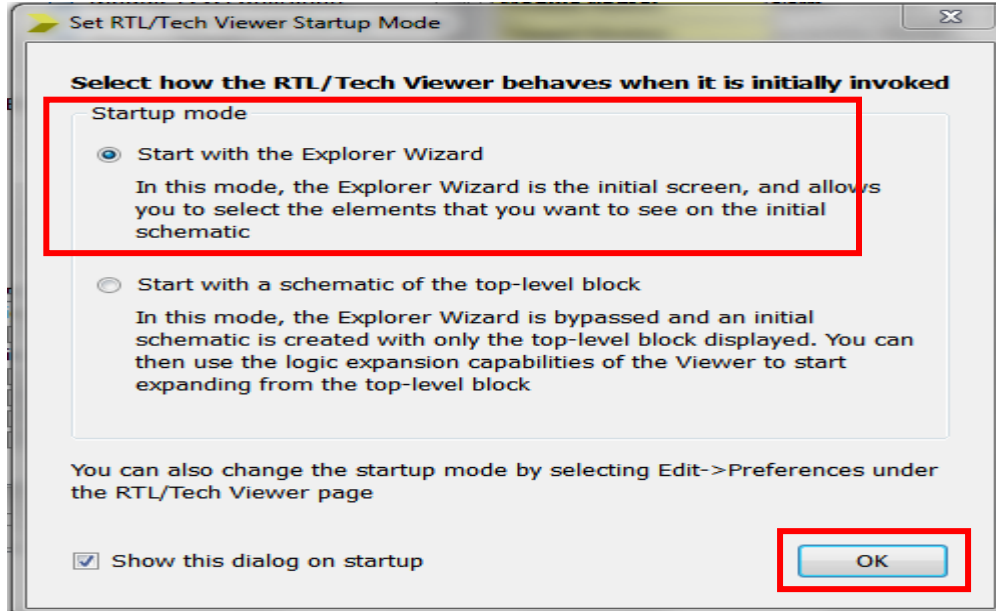 Set RTL/Tech Viewer Startup Mode
Select how the RTL/Tech Viewer behaves when it is initially invoked
Startup mode
Start with the Explorer Wizard
In this mode, the Explorer Wizard is the initial screen, and allows
you to select the elements that you want to see on the initial
schematic
Start with a schematic of the top-level block
In this mode, the Explorer Wizard is bypassed and an initial
schematic is created with only the top-level block displayed. You can
then use the logic expansion capabilities of the Viewer to start
expanding from the top-level block
You can also change the startup mode by selecting Edit->Preferences under
the RTL/Tech Viewer page
Show this dialog on startup
OK